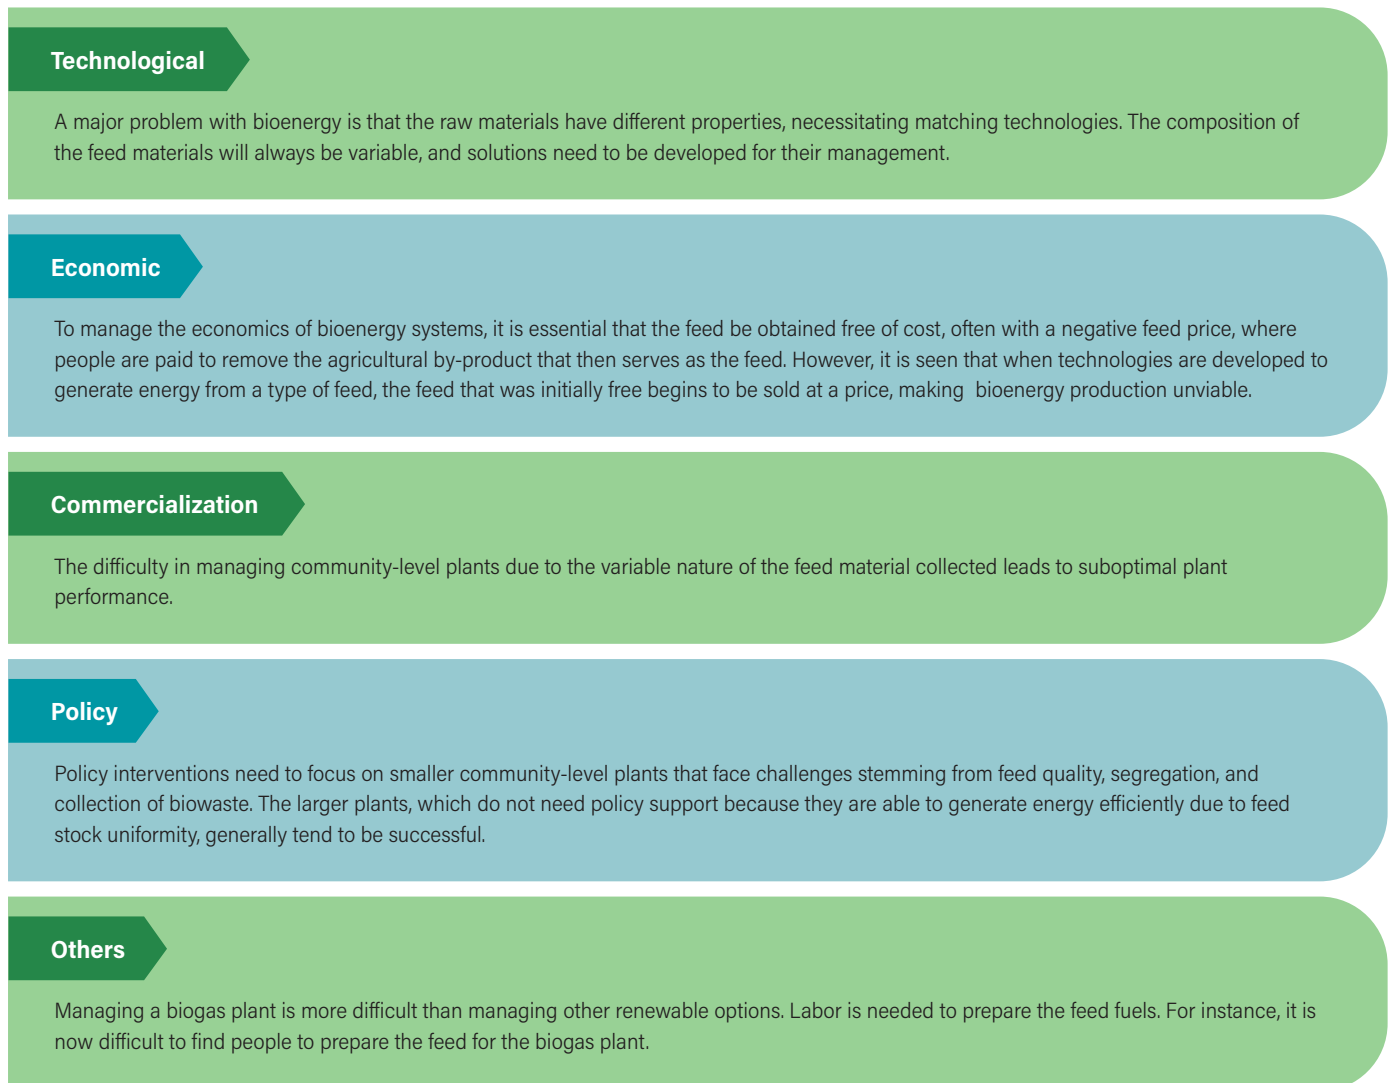 Technological
A major problem with bioenergy is that the raw materials have different properties, necessitating matching technologies. The composition of
the feed materials will always be variable, and solutions need to be developed for their management.
Economic
To manage the economics of bioenergy systems, it is essential that the feed be obtained free of cost, often with a negative feed price, where
people are paid to remove the agricultural by-product that then serves as the feed. However, it is seen that when technologies are developed to
generate energy from a type of feed, the feed that was initially free begins to be sold at a price, making  bioenergy production unviable.
Commercialization
The difficulty in managing community-level plants due to the variable nature of the feed material collected leads to suboptimal plant
performance.
Policy
Policy interventions need to focus on smaller community-level plants that face challenges stemming from feed quality, segregation, and
collection of biowaste. The larger plants, which do not need policy support because they are able to generate energy efficiently due to feed
stock uniformity, generally tend to be successful.
Others
Managing a biogas plant is more difficult than managing other renewable options. Labor is needed to prepare the feed fuels. For instance, it is
now difficult to find people to prepare the feed for the biogas plant.